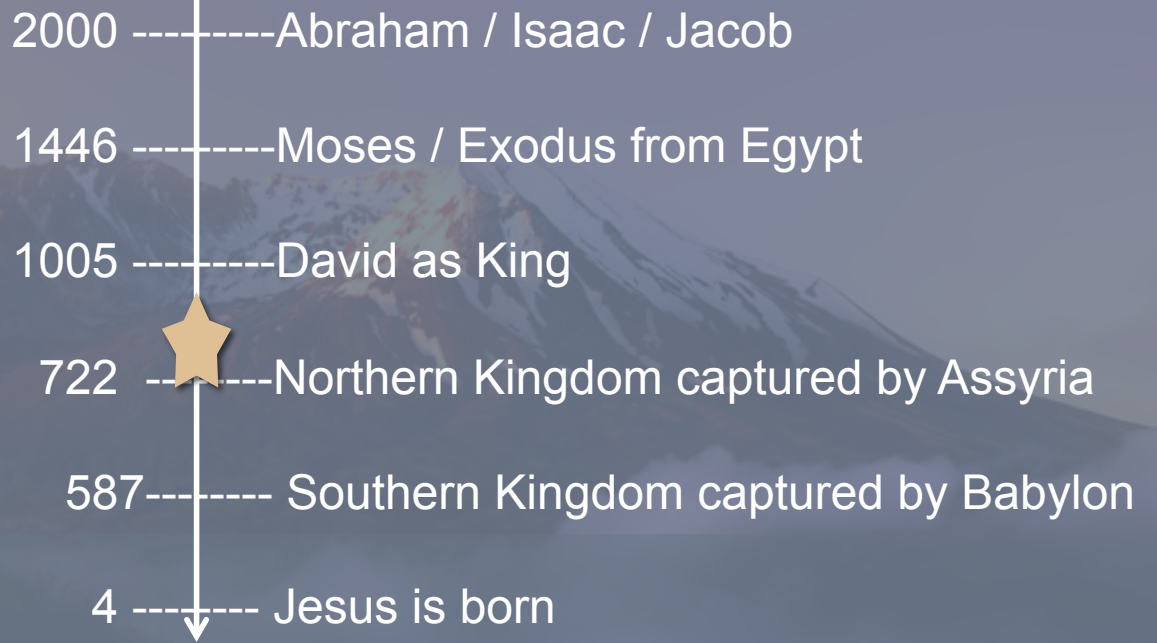 2000 ---------Abraham / Isaac / Jacob
1446 ---------Moses / Exodus from Egypt
1005 ---------David as King
722 --------Northern Kingdom captured by Assyria
587-------- Southern Kingdom captured by Babylon
4 -------- Jesus is born